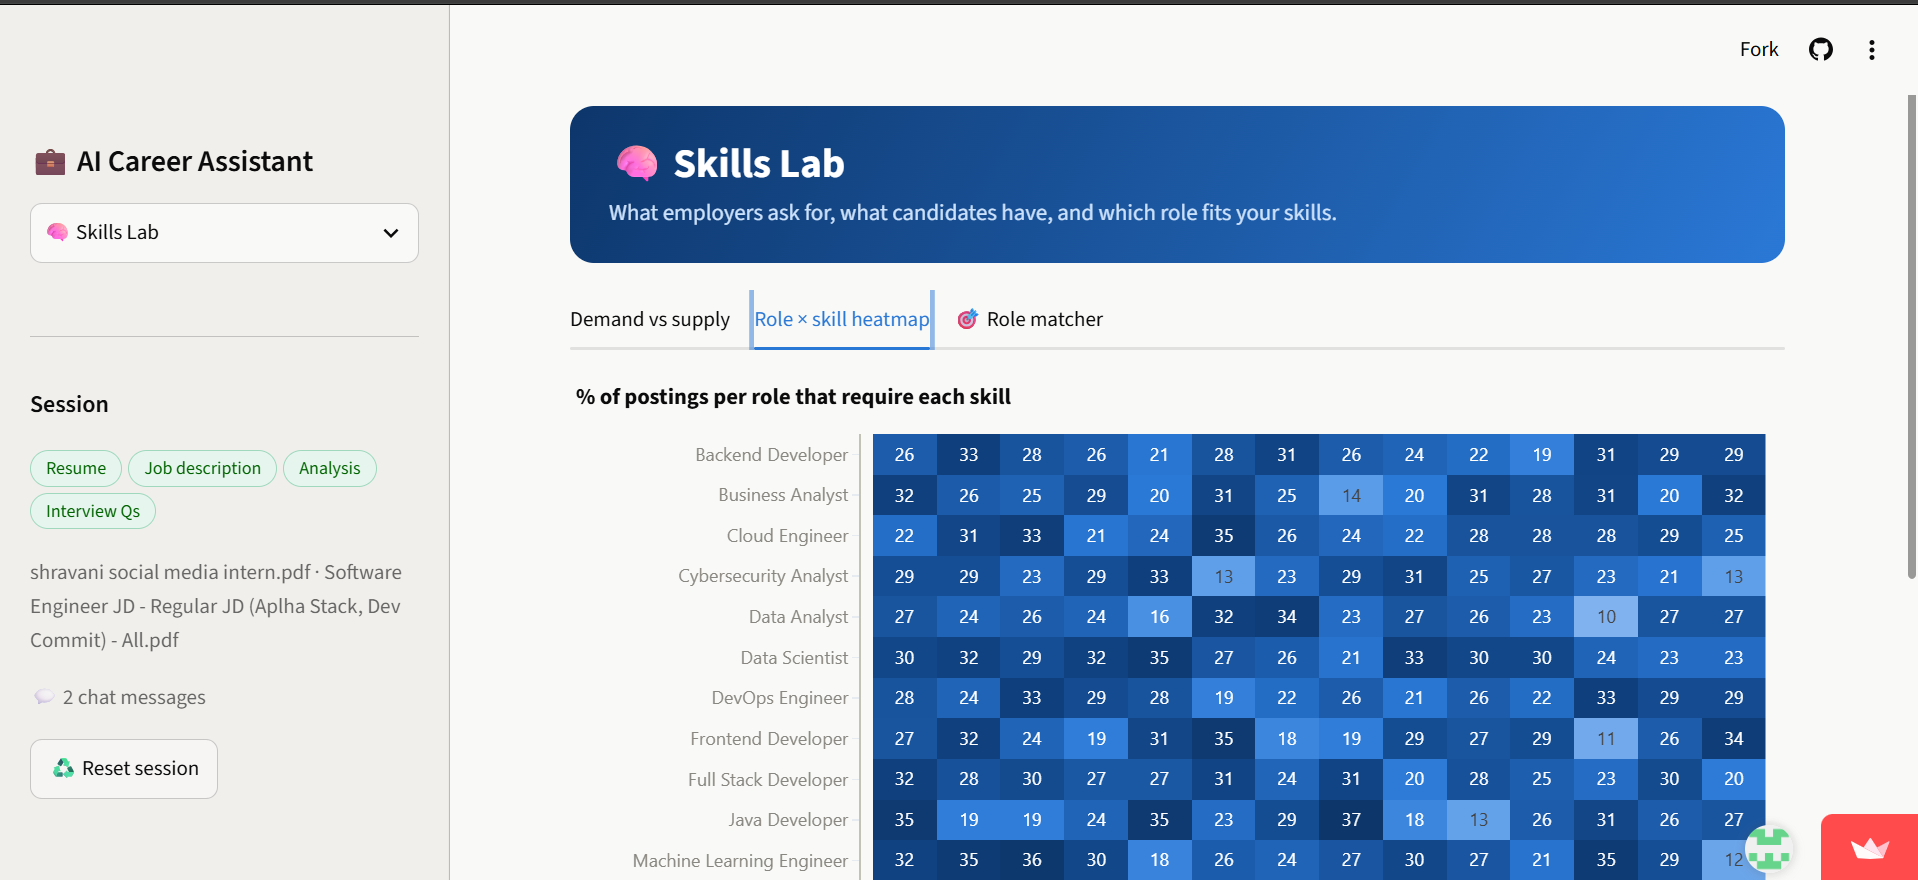 Fork
AI Career Assistant
Skills Lab
Session
Resume
Job description
Analysis
Interview Qs
shravani social media intern.pdf · Software
Engineer JD - Regular JD (Aplha Stack, Dev
Commit) - All.pdf
2 chat messages
Reset session
Skills Lab
What employers ask for, what candidates have, and which role fits your skills.
Demand vs supply
Role × skill heatmap
Role matcher
% of postings per role that require each skill
Backend Developer 26 33 28 26 21 28 31 26 24 22 19 31 29 29
Business Analyst 32 26 25 29 20 31 25 14 20 31 28 31 20 32
Cloud Engineer 22 31 33 21 24 35 26 24 22 28 28 28 29 25
Cybersecurity Analyst 29 29 23 29 33 13 23 29 31 25 27 23 21 13
Data Analyst 27 24 26 24 16 32 34 23 27 26 23 10 27 27
Data Scientist 30 32 29 32 35 27 26 21 33 30 30 24 23 23
DevOps Engineer 28 24 33 29 28 19 22 26 21 26 22 33 29 29
Frontend Developer 27 32 24 19 31 35 18 19 29 27 29 11 26 34
Full Stack Developer 32 28 30 27 27 31 24 31 20 28 25 23 30 20
Java Developer 35 19 19 24 35 23 29 37 18 13 26 31 26 27
Machine Learning Engineer 32 35 36 30 18 26 24 27 30 27 21 35 29 12